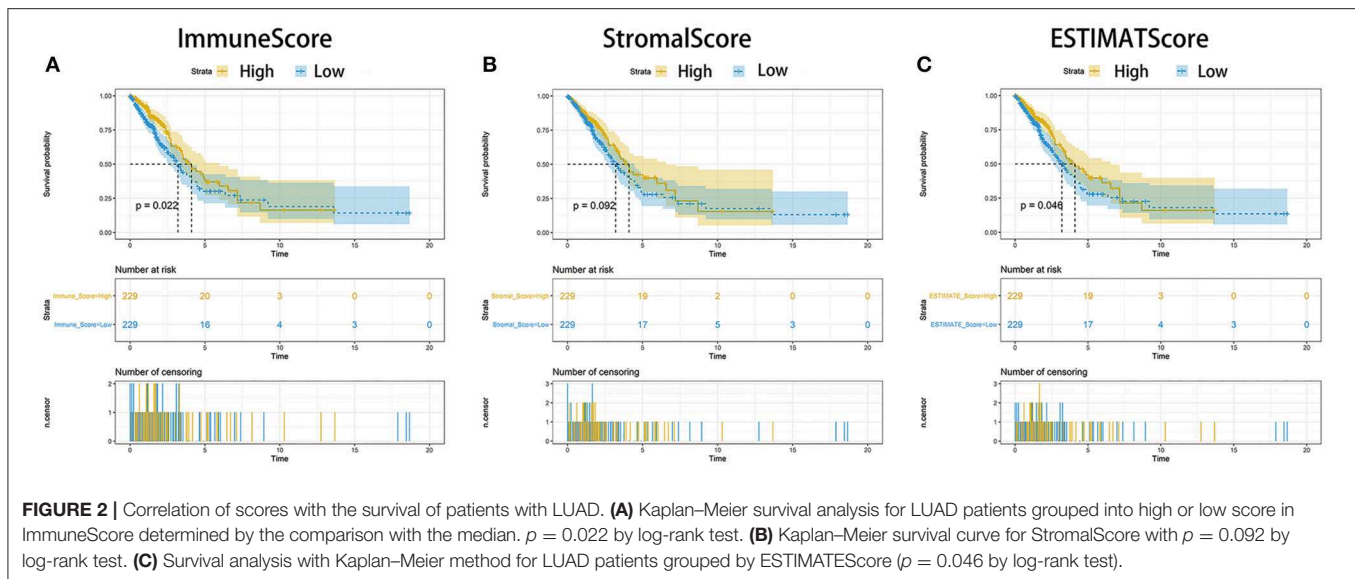 ImmuneScore
A
Strata High Low
1.00
0.75
0.50
0.25
0.00
Survival probability
p = 0.022
0 5 10 15 20
Time
Number at risk
Strata
Immune_Score=High 229 20 3 0 0
Immune_Score=Low 229 16 4 3 0
0 5 10 15 20
Time
Number of censoring
n.censor
2
1
0
0 5 10 15 20
Time
StromalScore
B
Strata High Low
1.00
0.75
0.50
0.25
0.00
Survival probability
p = 0.092
0 5 10 15 20
Time
Number at risk
Strata
Stromal_Score=High 229 19 2 0 0
Stromal_Score=Low 229 17 5 3 0
0 5 10 15 20
Time
Number of censoring
n.censor
3
2
1
0
0 5 10 15 20
Time
ESTIMATScore
C
Strata High Low
1.00
0.75
0.50
0.25
0.00
Survival probability
p = 0.046
0 5 10 15 20
Time
Number at risk
Strata
ESTIMATE_Score=High 229 19 3 0 0
ESTIMATE_Score=Low 229 17 4 3 0
0 5 10 15 20
Time
Number of censoring
n.censor
3
2
1
0
0 5 10 15 20
Time
FIGURE 2 | Correlation of scores with the survival of patients with LUAD. (A) Kaplan–Meier survival analysis for LUAD patients grouped into high or low score in
ImmuneScore determined by the comparison with the median. p = 0.022 by log-rank test. (B) Kaplan–Meier survival curve for StromalScore with p = 0.092 by
log-rank test. (C) Survival analysis with Kaplan–Meier method for LUAD patients grouped by ESTIMATEScore (p = 0.046 by log-rank test).